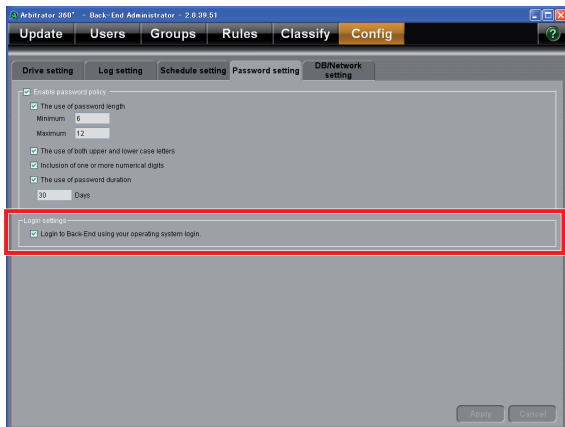 Arbitrator 360° - Back-End Administrator - 2.0.39.51
Update Users Groups Rules Classify Config ?
Drive setting Log setting Schedule setting Password setting DB/Network setting
Enable password policy
The use of password length
Minimum 6
Maximum 12
The use of both upper and lower case letters
Inclusion of one or more numerical digits
The use of password duration
30 Days
Login settings
Login to Back-End using your operating system login.
Apply Cancel